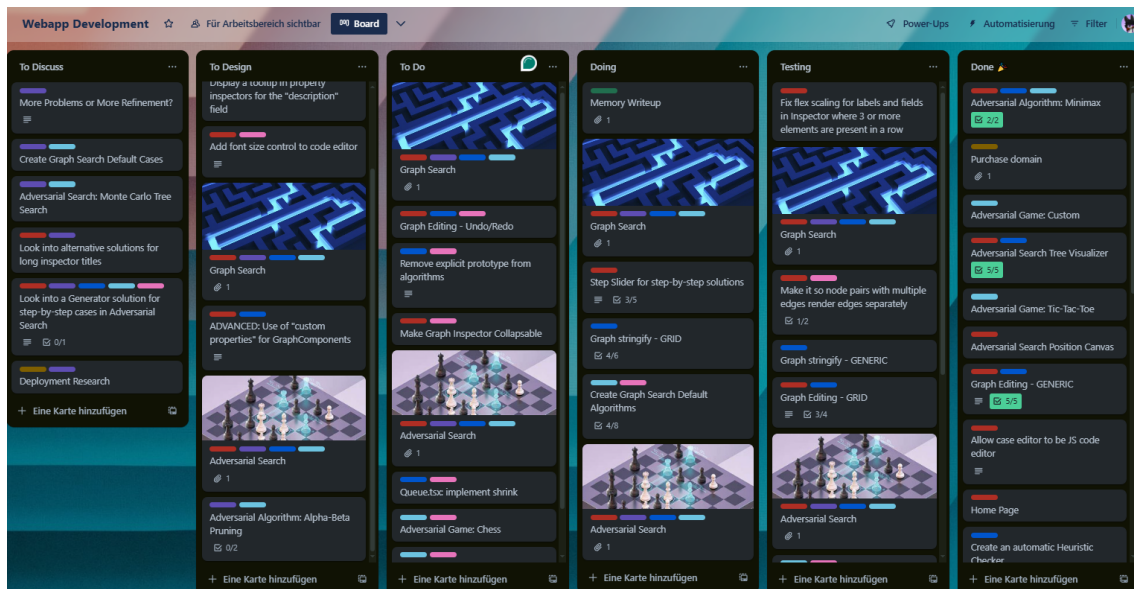 Webapp Development
Für Arbeitsbereich sichtbar
Board
Power-Ups
Automatisierung
Filter
To Discuss
More Problems or More Refinement?
Create Graph Search Default Cases
Adversarial Search: Monte Carlo Tree
Search
Look into alternative solutions for
long inspector titles
Look into a Generator solution for
step-by-step cases in Adversarial
Search
0/1
Deployment Research
+ Eine Karte hinzufügen
To Design
Display a tooltip in property
inspectors for the "description"
field
Add font size control to code editor
Graph Search
1
ADVANCED: Use of "custom
properties" for GraphComponents
Adversarial Search
1
Adversarial Algorithm: Alpha-Beta
Pruning
0/2
+ Eine Karte hinzufügen
To Do
Graph Search
1
Graph Editing - Undo/Redo
Remove explicit prototype from
algorithms
Make Graph Inspector Collapsable
Adversarial Search
1
Queue.tsx: implement shrink
Adversarial Game: Chess
+ Eine Karte hinzufügen
Doing
Memory Writeup
1
Graph Search
1
Step Slider for step-by-step solutions
3/5
Graph stringify - GRID
4/6
Create Graph Search Default
Algorithms
4/8
Adversarial Search
1
+ Eine Karte hinzufügen
Testing
Fix flex scaling for labels and fields
in Inspector where 3 or more
elements are present in a row
Graph Search
1
Make it so node pairs with multiple
edges render edges separately
1/2
Graph stringify - GENERIC
Graph Editing - GRID
3/4
Adversarial Search
1
+ Eine Karte hinzufügen
Done 🎉
Adversarial Algorithm: Minimax
2/2
Purchase domain
1
Adversarial Game: Custom
Adversarial Search Tree Visualizer
5/5
Adversarial Game: Tic-Tac-Toe
Adversarial Search Position Canvas
Graph Editing - GENERIC
5/5
Allow case editor to be JS code
editor
Home Page
Create an automatic Heuristic
Checker
+ Eine Karte hinzufügen